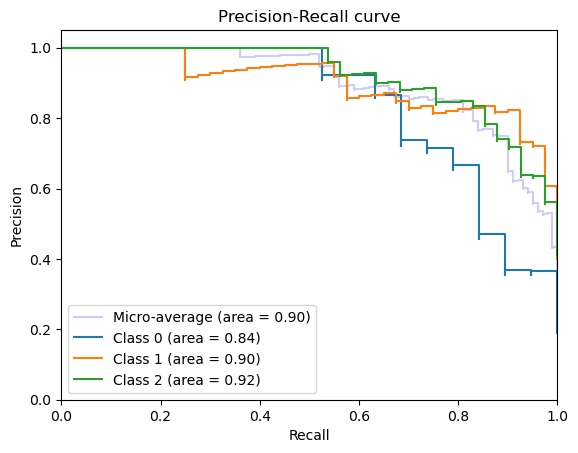 Precision-Recall curve
1.0
0.8
0.6
0.4
0.2
0.0
Precision
Micro-average (area = 0.90)
Class 0 (area = 0.84)
Class 1 (area = 0.90)
Class 2 (area = 0.92)
0.0 0.2 0.4 0.6 0.8 1.0
Recall